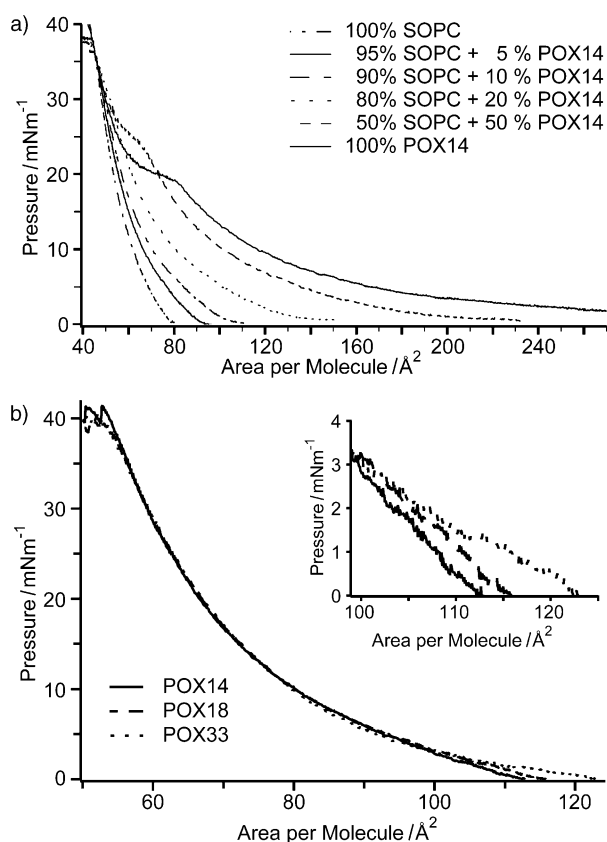 a)
100% SOPC
95% SOPC + 5 % POX14
90% SOPC + 10 % POX14
80% SOPC + 20 % POX14
50% SOPC + 50 % POX14
100% POX14
Pressure/mNm-1
40
30
20
10
0
40 80 120 160 200 240
Area per Molecule /Å2
b)
Pressure/mNm-1
40
30
20
10
0
POX14
POX18
POX33
60 80 100 120
Area per Molecule /Å2
Pressure/mNm-1
4
3
2
1
0
100 110 120
Area per Molecule /Å2